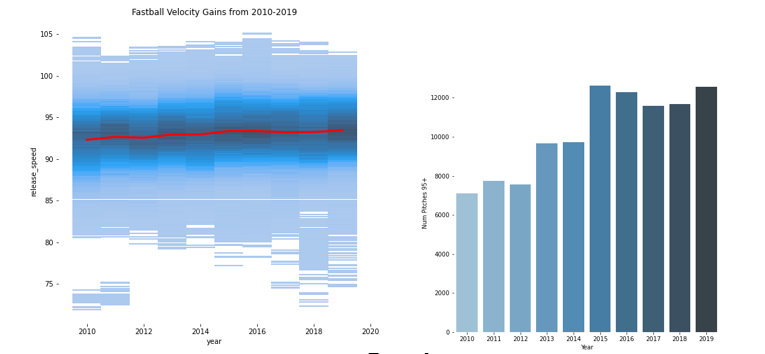 Fastball Velocity Gains from 2010-2019
105
100
95
90
85
80
75
release_speed
2010 2012 2014 2016 2018 2020
year
12000
10000
8000
6000
4000
2000
0
Num Pitches 95+
2010 2011 2012 2013 2014 2015 2016 2017 2018 2019
Year